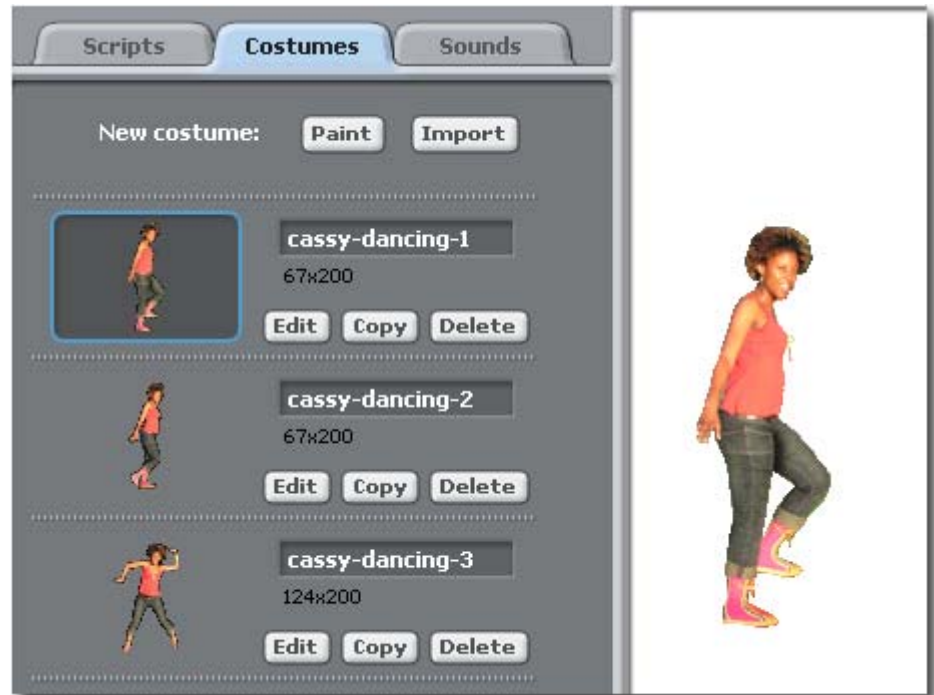 Scripts Costumes Sounds
New costume: Paint Import
cassy-dancing-1
67x200
Edit Copy Delete
cassy-dancing-2
67x200
Edit Copy Delete
cassy-dancing-3
124x200
Edit Copy Delete